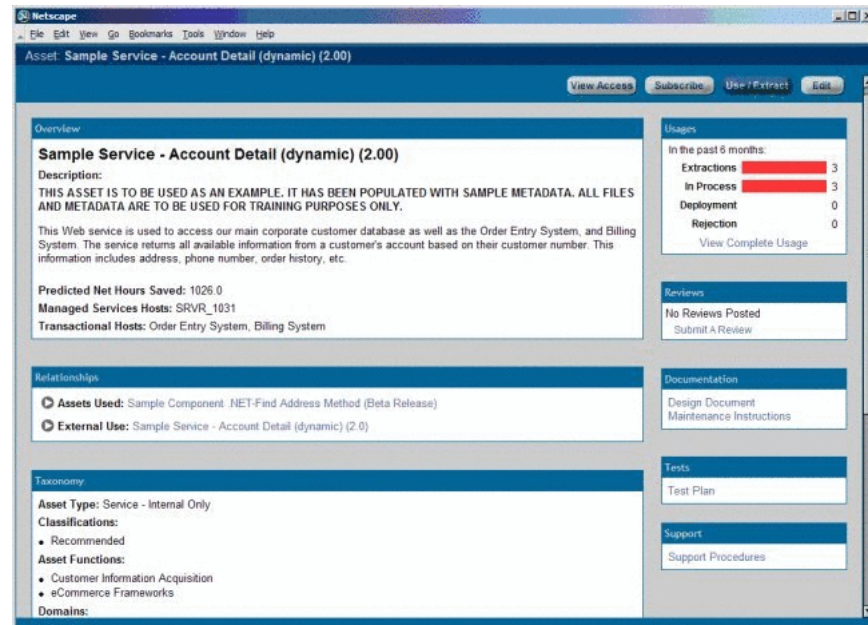 Netscape
File Edit View Go Bookmarks Tools Window Help
Asset: Sample Service - Account Detail (dynamic) (2.00)
View Access Subscribe Use / Extract Edit
Overview
Sample Service - Account Detail (dynamic) (2.00)
Description:
THIS ASSET IS TO BE USED AS AN EXAMPLE. IT HAS BEEN POPULATED WITH SAMPLE METADATA. ALL FILES
AND METADATA ARE TO BE USED FOR TRAINING PURPOSES ONLY.
This Web service is used to access our main corporate customer database as well as the Order Entry System, and Billing
System. The service returns all available information from a customer's account based on their customer number. This
information includes address, phone number, order history, etc.
Predicted Net Hours Saved: 1026.0
Managed Services Hosts: SRVR_1031
Transactional Hosts: Order Entry System, Billing System
Relationships
Assets Used: Sample Component .NET-Find Address Method (Beta Release)
External Use: Sample Service - Account Detail (dynamic) (2.0)
Taxonomy
Asset Type: Service - Internal Only
Classifications:
• Recommended
Asset Functions:
• Customer Information Acquisition
• eCommerce Frameworks
Domains:
Usages
In the past 6 months:
Extractions 3
In Process 3
Deployment 0
Rejection 0
View Complete Usage
Reviews
No Reviews Posted
Submit A Review
Documentation
Design Document
Maintenance Instructions
Tests
Test Plan
Support
Support Procedures